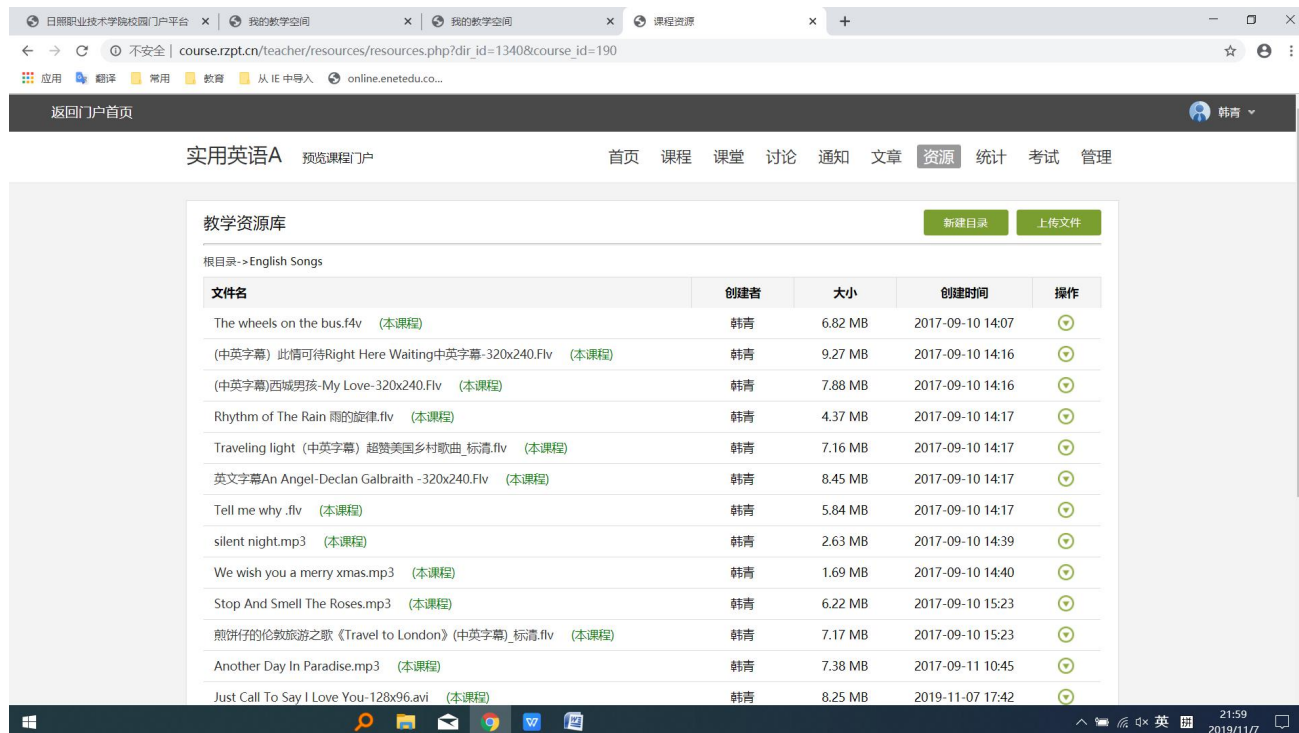 日照职业技术学院校园门户平台 我的教学空间 我的教学空间 课程资源
不安全 | course.rzpt.cn/teacher/resources/resources.php?dir_id=1340&course_id=190
应用 翻译 常用 教育 从 IE 中导入 online.enetedu.co...
返回门户首页 韩青
实用英语A 预览课程门户 首页 课程 课堂 讨论 通知 文章 资源 统计 考试 管理
教学资源库 新建目录 上传文件
根目录->English Songs
文件名 创建者 大小 创建时间 操作
The wheels on the bus.f4v (本课程) 韩青 6.82 MB 2017-09-10 14:07
(中英字幕) 此情可待Right Here Waiting中英字幕-320x240.Flv (本课程) 韩青 9.27 MB 2017-09-10 14:16
(中英字幕)西城男孩-My Love-320x240.Flv (本课程) 韩青 7.88 MB 2017-09-10 14:16
Rhythm of The Rain 雨的旋律.flv (本课程) 韩青 4.37 MB 2017-09-10 14:17
Traveling light（中英字幕）超赞美国乡村歌曲_标清.flv (本课程) 韩青 7.16 MB 2017-09-10 14:17
英文字幕An Angel-Declan Galbraith -320x240.Flv (本课程) 韩青 8.45 MB 2017-09-10 14:17
Tell me why .flv (本课程) 韩青 5.84 MB 2017-09-10 14:17
silent night.mp3 (本课程) 韩青 2.63 MB 2017-09-10 14:39
We wish you a merry xmas.mp3 (本课程) 韩青 1.69 MB 2017-09-10 14:40
Stop And Smell The Roses.mp3 (本课程) 韩青 6.22 MB 2017-09-10 15:23
煎饼仔的伦敦旅游之歌《Travel to London》(中英字幕)_标清.flv (本课程) 韩青 7.17 MB 2017-09-10 15:23
Another Day In Paradise.mp3 (本课程) 韩青 7.38 MB 2017-09-11 10:45
Just Call To Say I Love You-128x96.avi (本课程) 韩青 8.25 MB 2019-11-07 17:42
英 拼 21:59
2019/11/7